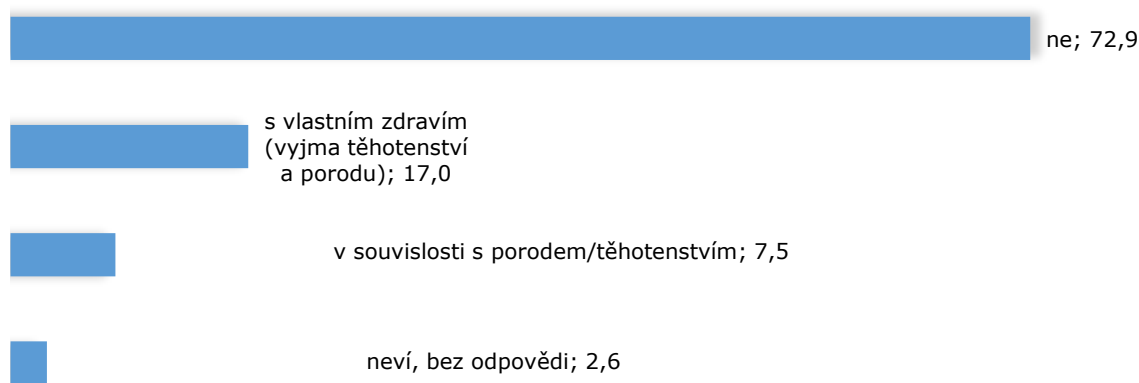 ne; 72,9
s vlastním zdravím
(vyjma těhotenství
a porodu); 17,0
v souvislosti s porodem/těhotenstvím; 7,5
neví, bez odpovědi; 2,6